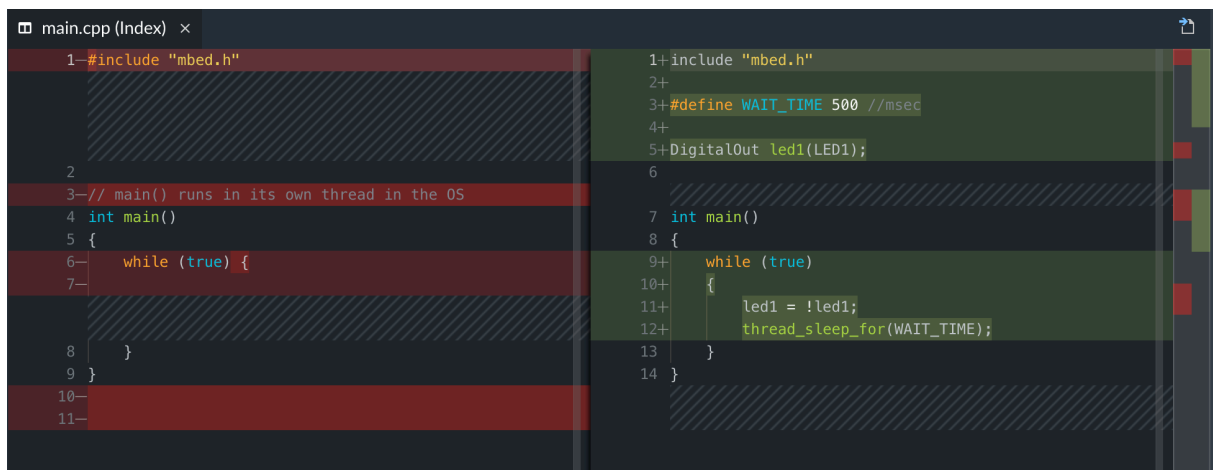 main.cpp (Index) ×
1—#include "mbed.h"
2
3—// main() runs in its own thread in the OS
4 int main()
5 {
6—    while (true) {
7—
8     }
9 }
10—
11—
1+include "mbed.h"
2+
3+#define WAIT_TIME 500 //msec
4+
5+DigitalOut led1(LED1);
6
7 int main()
8 {
9+    while (true)
10+    {
11+        led1 = !led1;
12+        thread_sleep_for(WAIT_TIME);
13     }
14 }